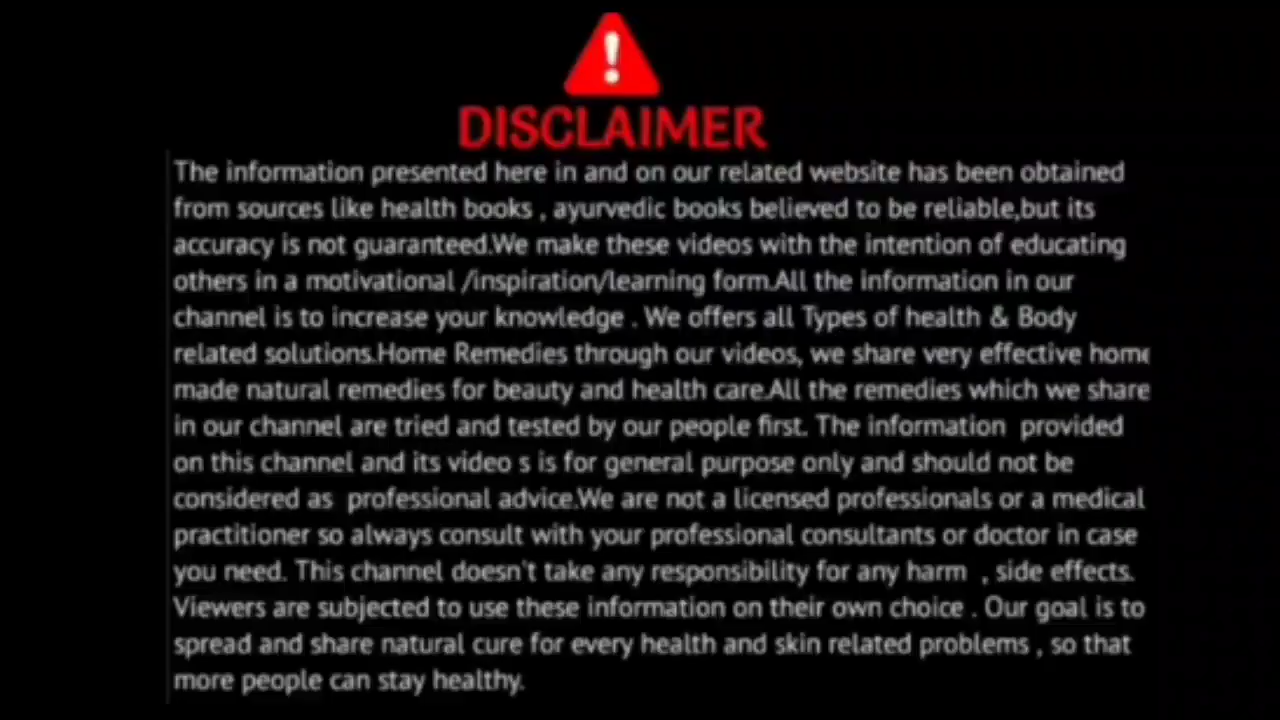 DISCLAIMER
The information presented here in and on our related website has been obtained
from sources like health books , ayurvedic books believed to be reliable,but its
accuracy is not guaranteed.We make these videos with the intention of educating
others in a motivational /inspiration/learning form.All the information in our
channel is to increase your knowledge . We offers all Types of health & Body
related solutions.Home Remedies through our videos, we share very effective home
made natural remedies for beauty and health care.All the remedies which we share
in our channel are tried and tested by our people first. The information  provided
on this channel and its video s is for general purpose only and should not be
considered as  professional advice.We are not a licensed professionals or a medical
practitioner so always consult with your professional consultants or doctor in case
you need. This channel doesn't take any responsibility for any harm  , side effects.
Viewers are subjected to use these information on their own choice . Our goal is to
spread and share natural cure for every health and skin related problems , so that
more people can stay healthy.